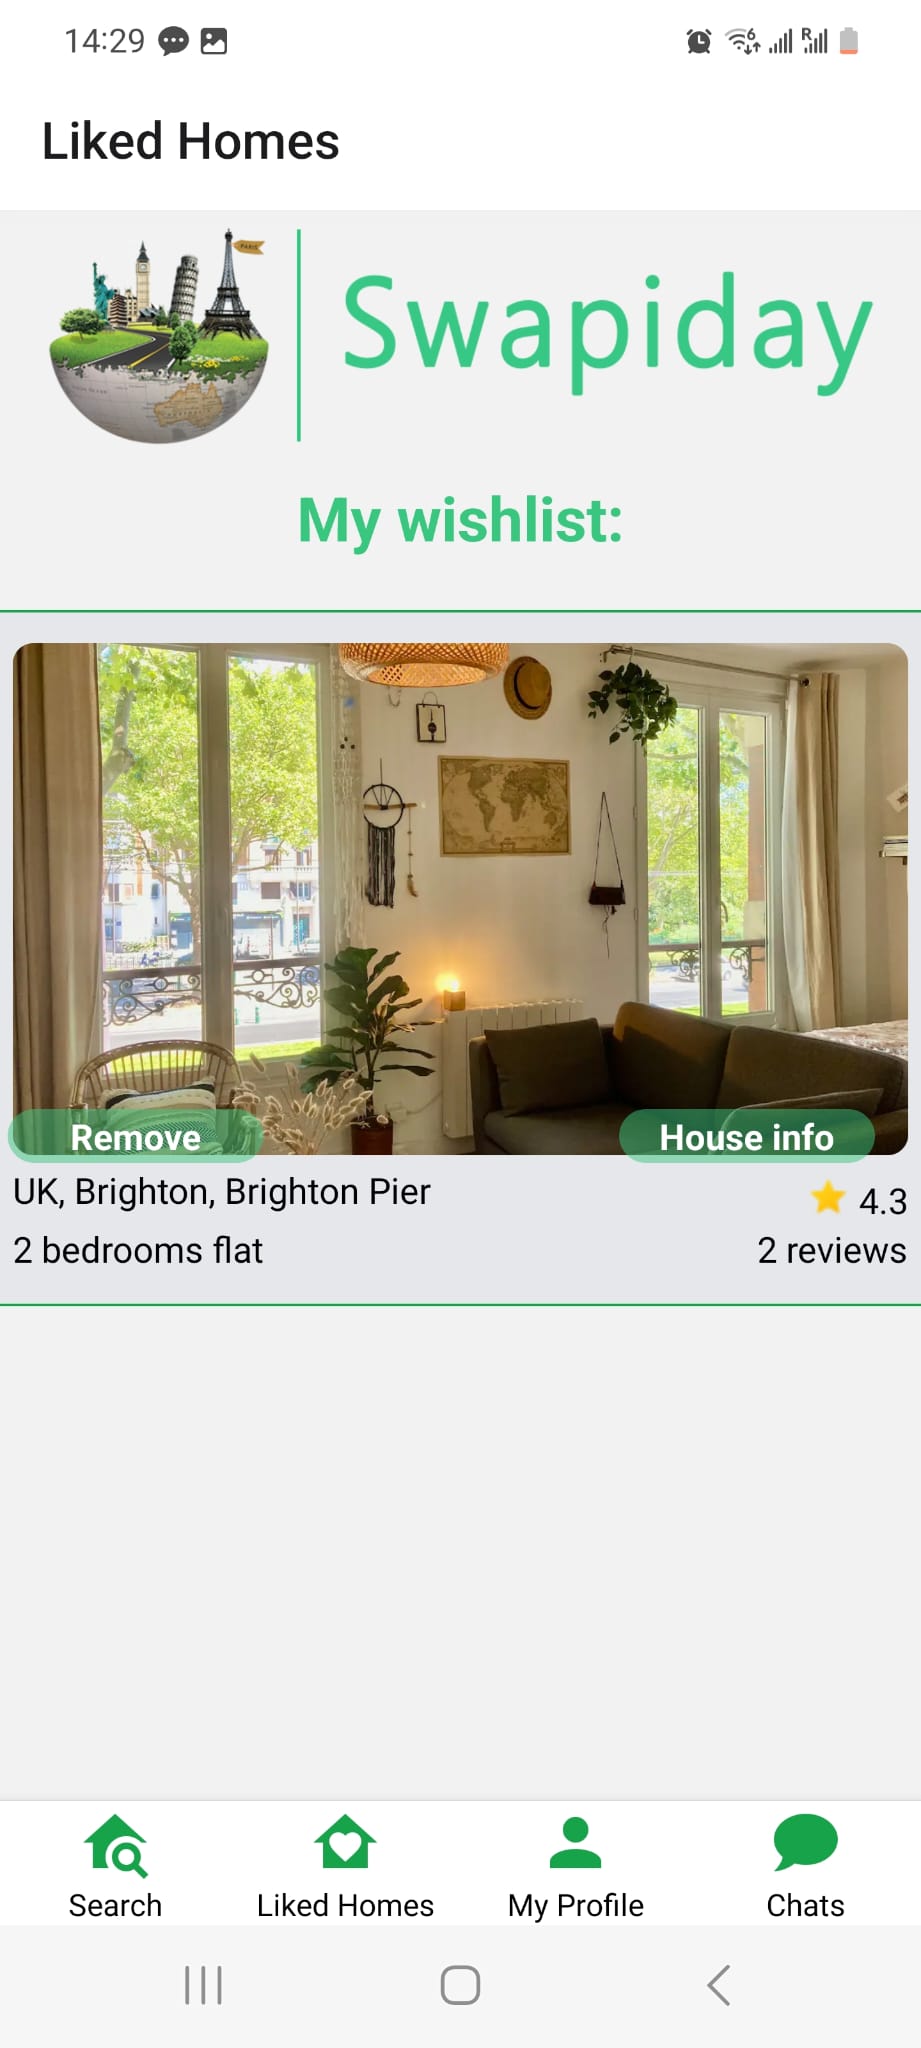 14:29
Liked Homes
PARIS
Swapiday
My wishlist:
Remove
House info
UK, Brighton, Brighton Pier
4.3
2 bedrooms flat
2 reviews
Search
Liked Homes
My Profile
Chats